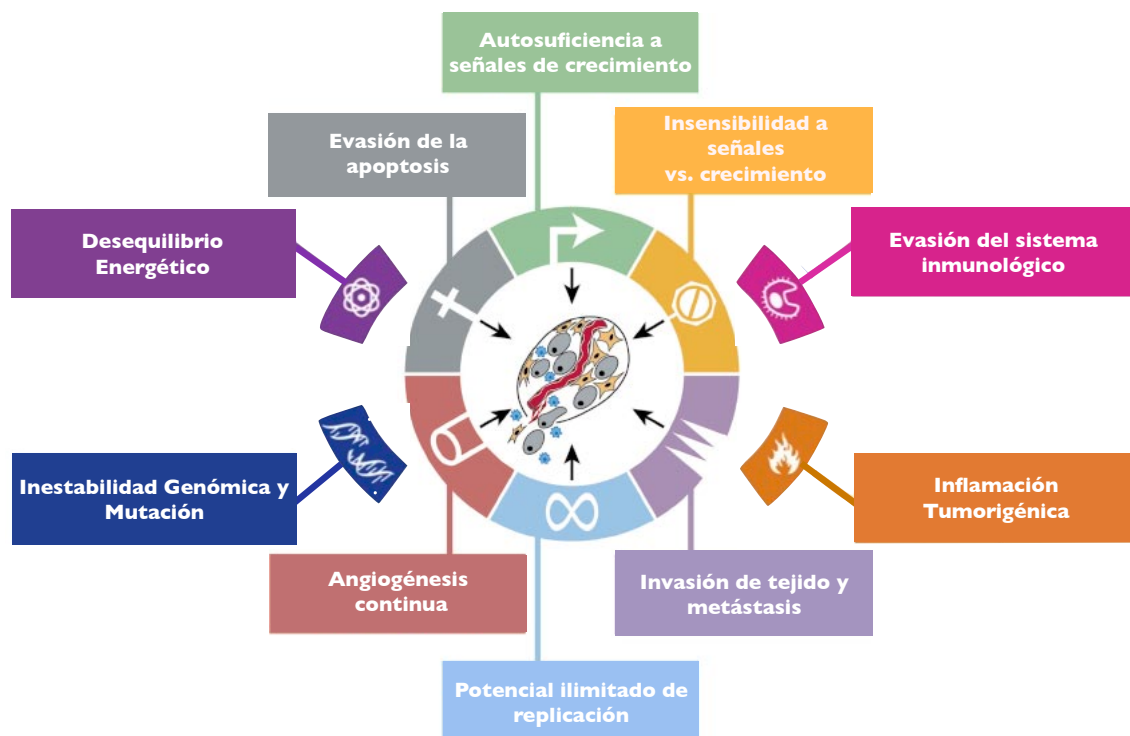 Autosuficiencia a
señales de crecimiento
Evasión de la
apoptosis
Insensibilidad a
señales
vs. crecimiento
Desequilibrio
Energético
Evasión del sistema
inmunológico
Inestabilidad Genómica y
Mutación
Inflamación
Tumorigénica
Angiogénesis
continua
Invasión de tejido y
metástasis
Potencial ilimitado de
replicación